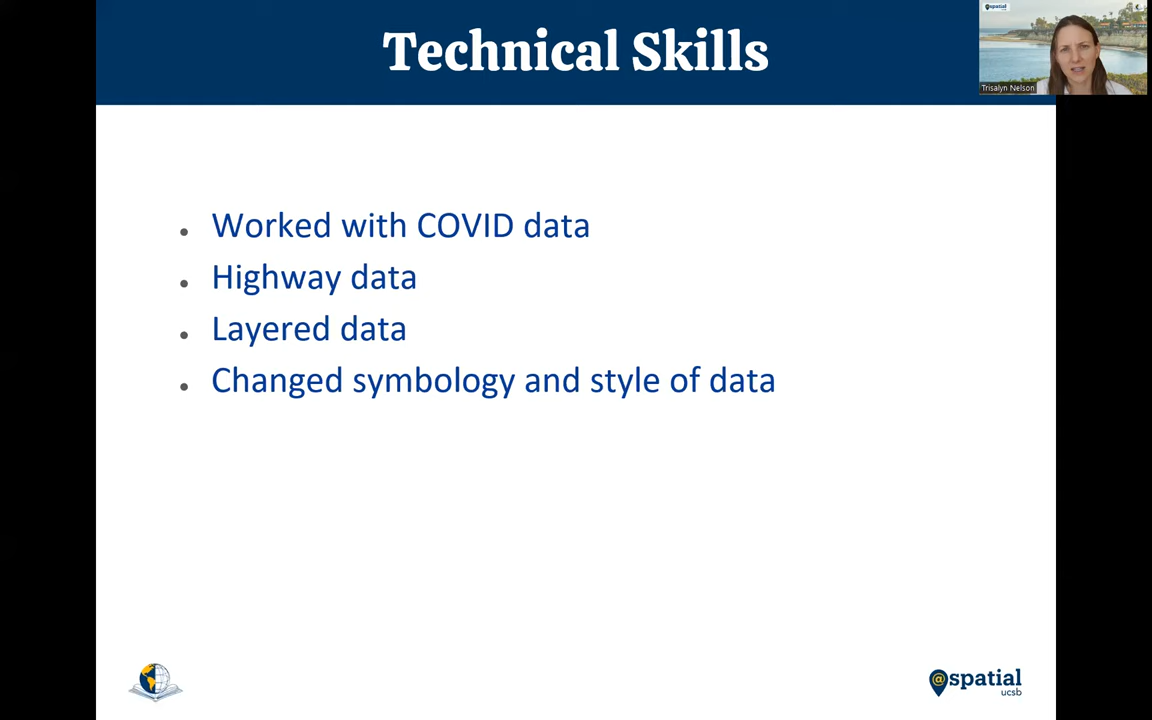 Technical Skills
spatial
Trisalyn Nelson
• Worked with COVID data
• Highway data
• Layered data
• Changed symbology and style of data
@spatial
ucsb